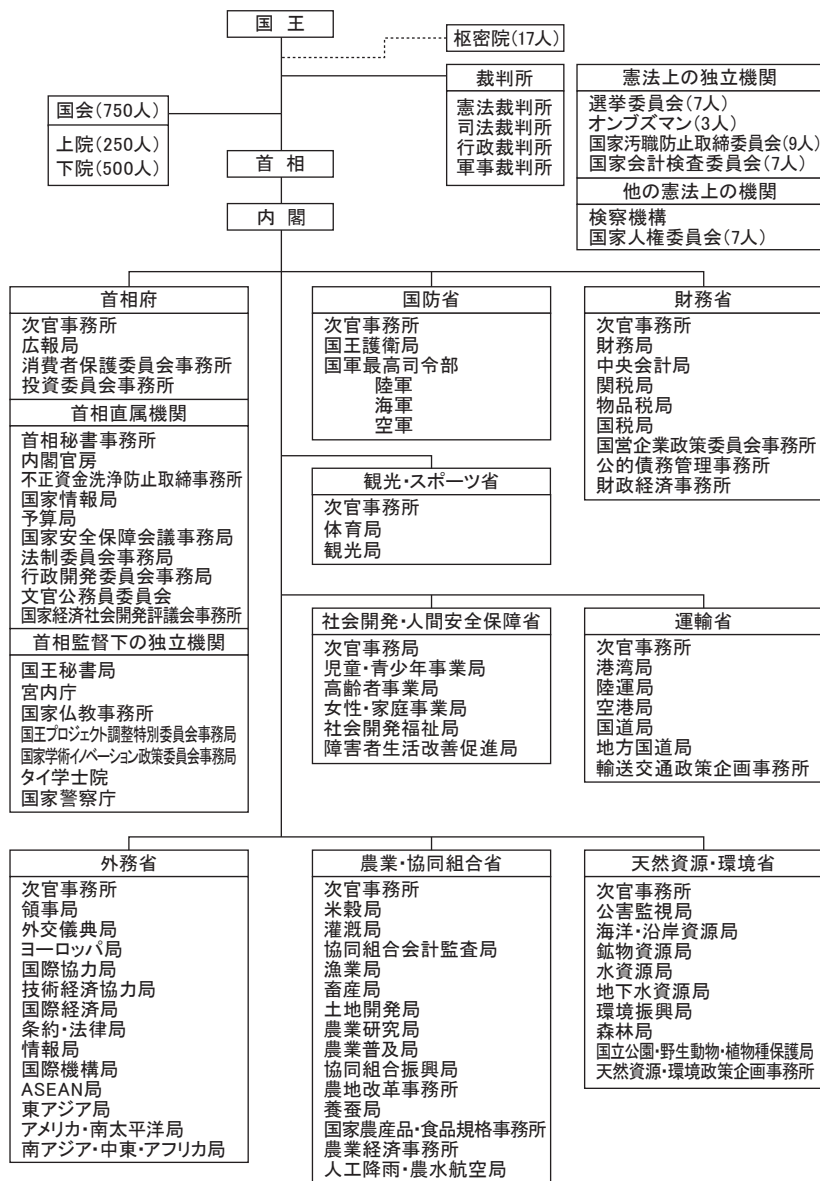 国王
枢密院(17人)
裁判所
憲法裁判所
司法裁判所
行政裁判所
軍事裁判所
憲法上の独立機関
選挙委員会(7人)
オンブズマン(3人)
国家汚職防止取締委員会(9人)
国家会計検査委員会(7人)
他の憲法上の機関
検察機構
国家人権委員会(7人)
国会(750人)
上院(250人)
下院(500人)
首相
内閣
首相府
次官事務所
広報局
消費者保護委員会事務所
投資委員会事務所
首相直属機関
首相秘書事務所
内閣官房
不正資金洗浄防止取締事務所
国家情報局
予算局
国家安全保障会議事務局
法制委員会事務局
行政開発委員会事務局
文官公務員委員会
国家経済社会開発評議会事務所
首相監督下の独立機関
国王秘書局
宮内庁
国家仏教事務所
国王プロジェクト調整特別委員会事務局
国家学術イノベーション政策委員会事務局
タイ学士院
国家警察庁
国防省
次官事務所
国王護衛局
国軍最高司令部
陸軍
海軍
空軍
財務省
次官事務所
財務局
中央会計局
関税局
物品税局
国税局
国営企業政策委員会事務所
公的債務管理事務所
財政経済事務所
観光・スポーツ省
次官事務所
体育局
観光局
社会開発・人間安全保障省
次官事務局
児童・青少年事業局
高齢者事業局
女性・家庭事業局
社会開発福祉局
障害者生活改善促進局
運輸省
次官事務所
港湾局
陸運局
空港局
国道局
地方国道局
輸送交通政策企画事務所
外務省
次官事務所
領事局
外交儀典局
ヨーロッパ局
国際協力局
技術経済協力局
国際経済局
条約・法律局
情報局
国際機構局
ASEAN局
東アジア局
アメリカ・南太平洋局
南アジア・中東・アフリカ局
農業・協同組合省
次官事務所
米穀局
灌漑局
協同組合会計監査局
漁業局
畜産局
土地開発局
農業研究局
農業普及局
協同組合振興局
農地改革事務所
養蚕局
国家農産品・食品規格事務所
農業経済事務所
人工降雨・農水航空局
天然資源・環境省
次官事務所
公害監視局
海洋・沿岸資源局
鉱物資源局
水資源局
地下水資源局
環境振興局
森林局
国立公園・野生動物・植物種保護局
天然資源・環境政策企画事務所